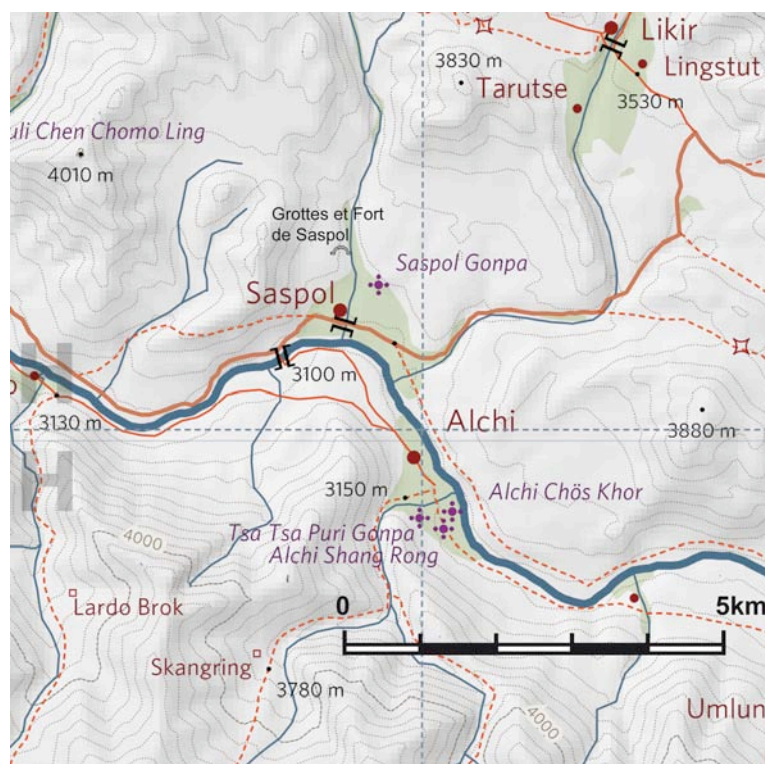 Likir
3830 m
Lingstut
Tarutse
3530 m
uli Chen Chomo Ling
4010 m
Grottes et Fort
de Saspol
Saspol Gonpa
Saspol
H
3100 m
3130 m
Alchi
3880 m
H
3150 m
Alchi Chös Khor
Tsa Tsa Puri Gonpa
Alchi Shang Rong
4000
Lardo Brok
0
5km
Skangring
3780 m
4000
Umlun